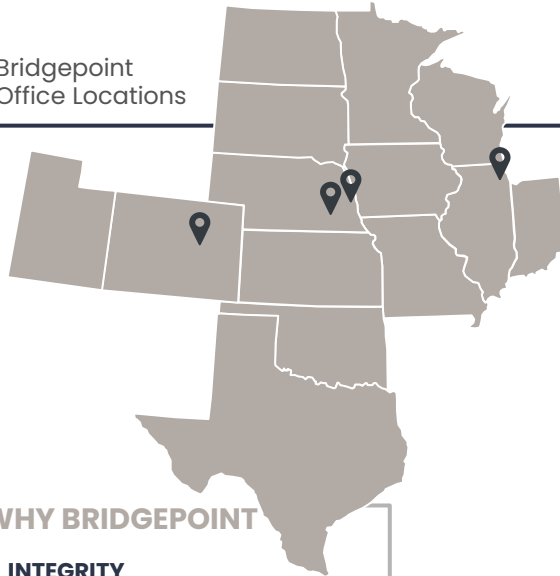 Bridgepoint
Office Locations
WHY BRIDGEPOINT
INTEGRITY